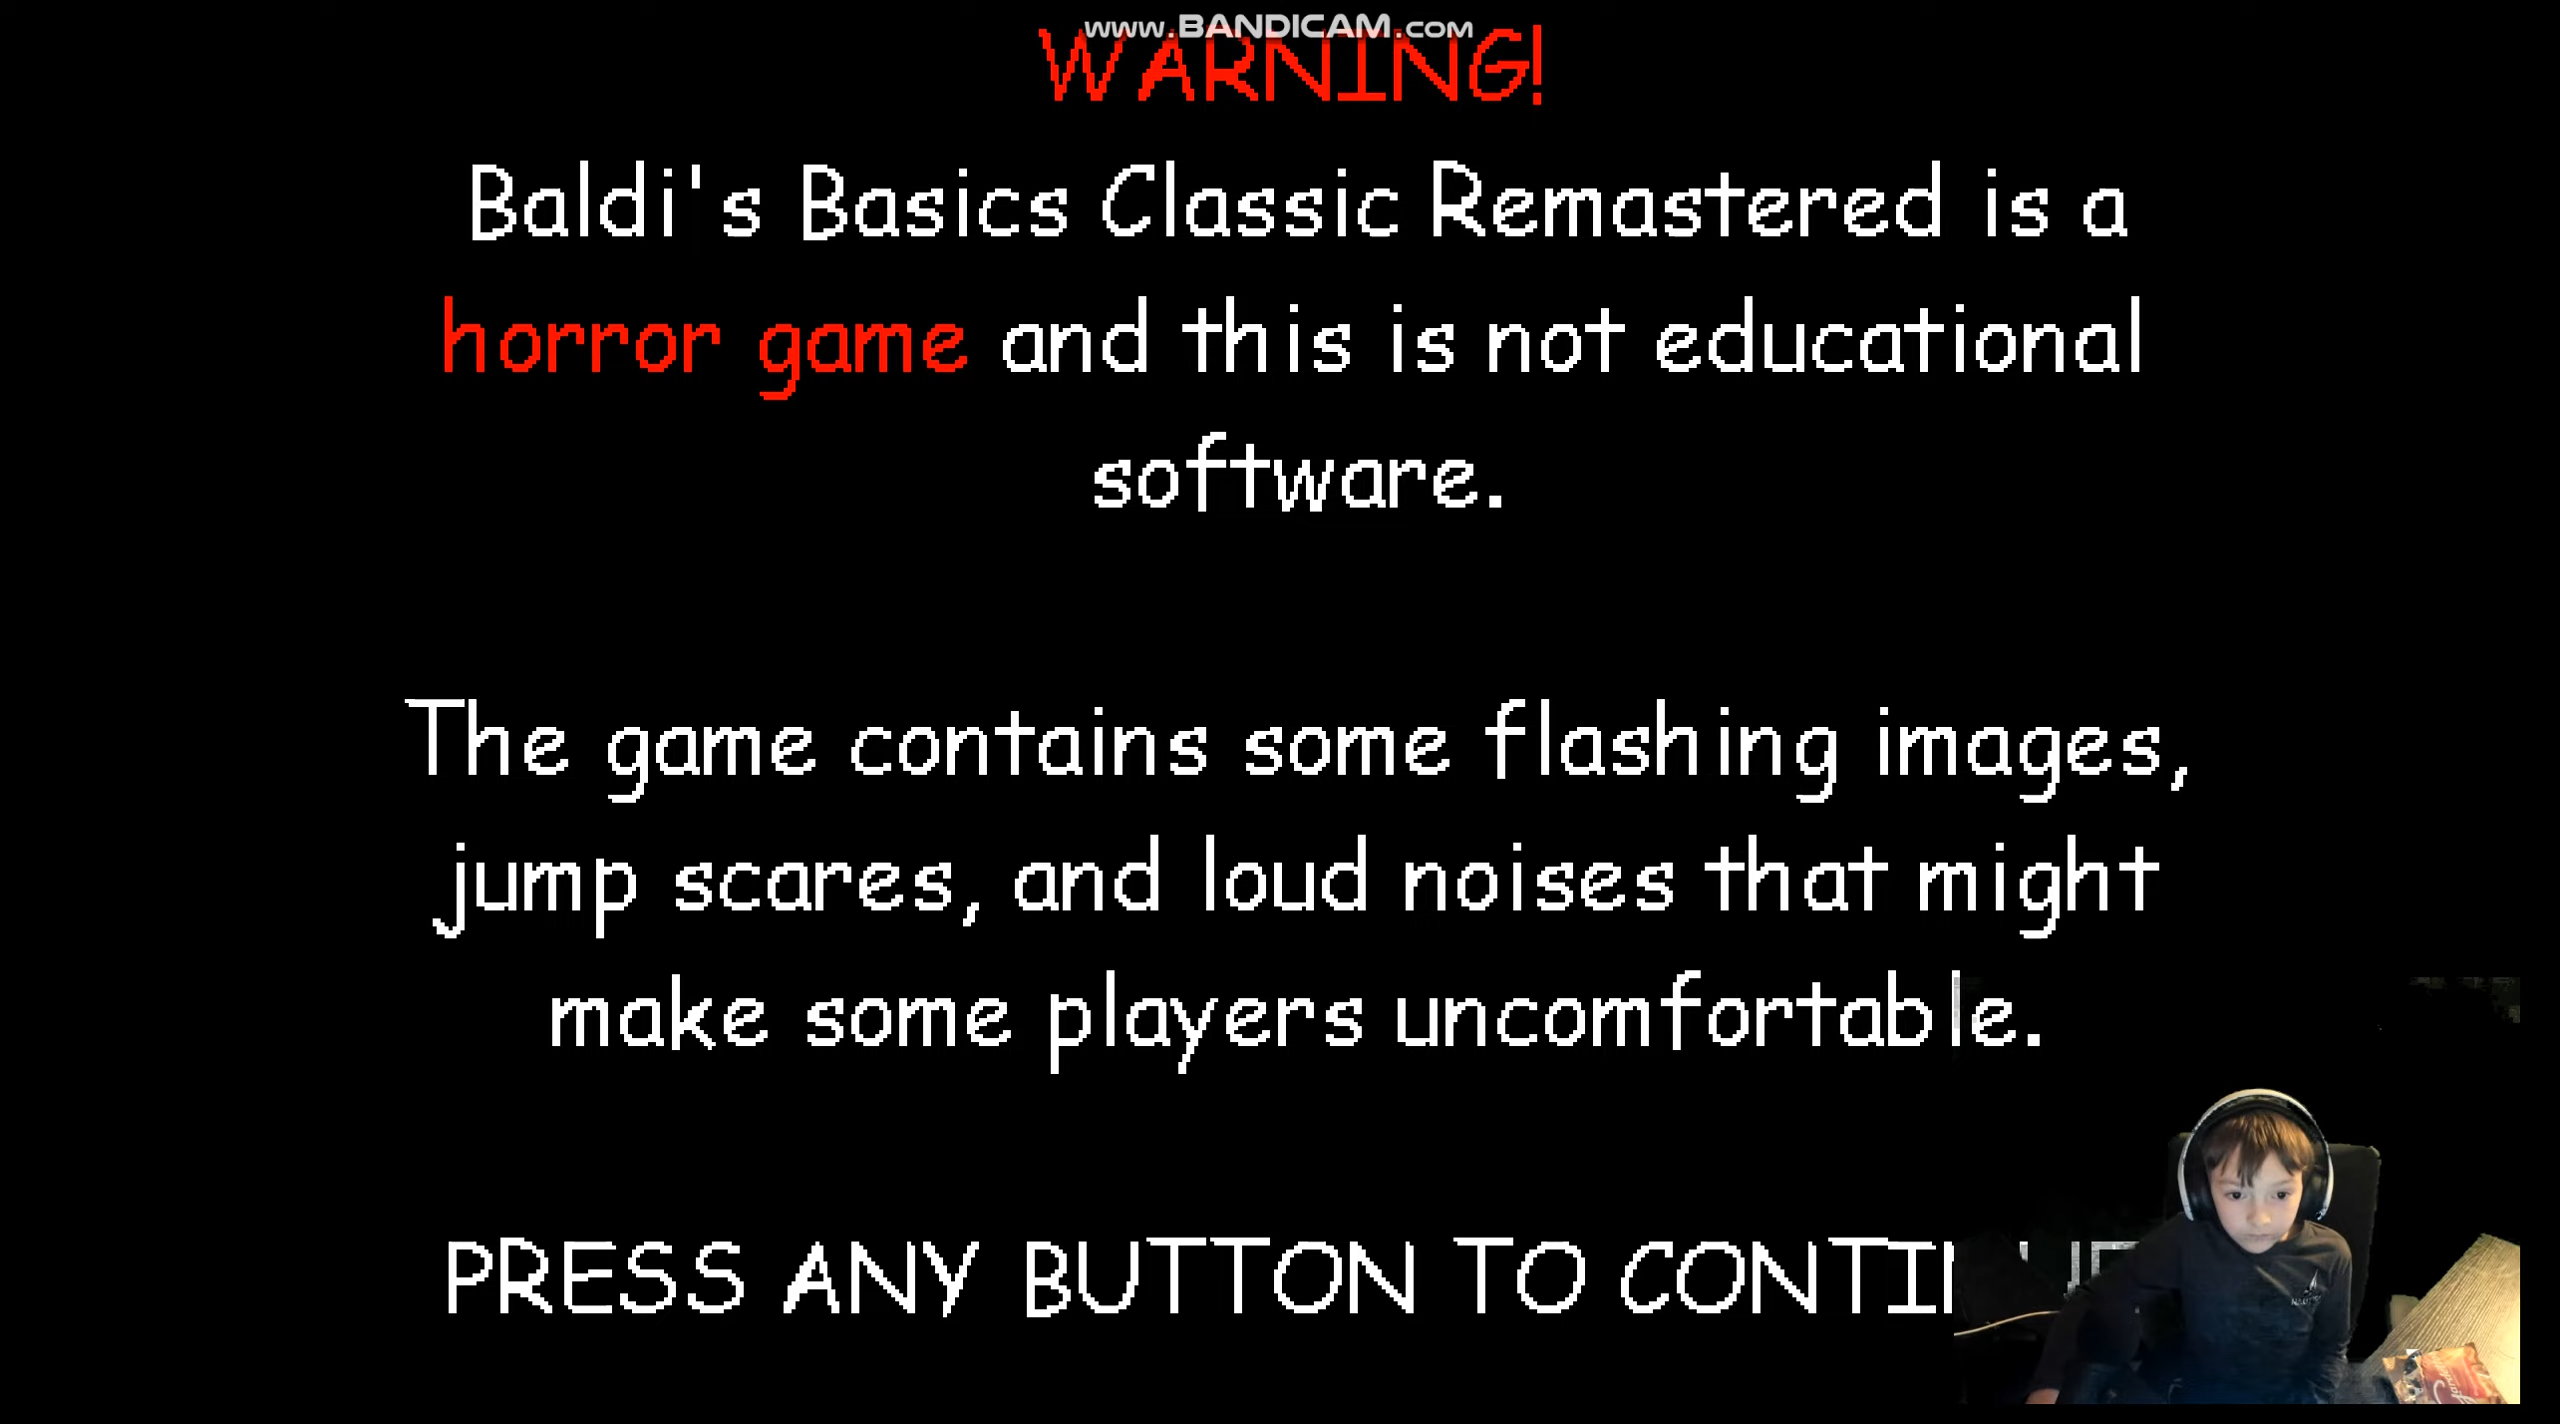 www.BANDICAM.com
WARNING!
Baldi's Basics Classic Remastered is a
horror game and this is not educational
software.
The game contains some flashing images,
jump scares, and loud noises that might
make some players uncomfortable.
PRESS ANY BUTTON TO